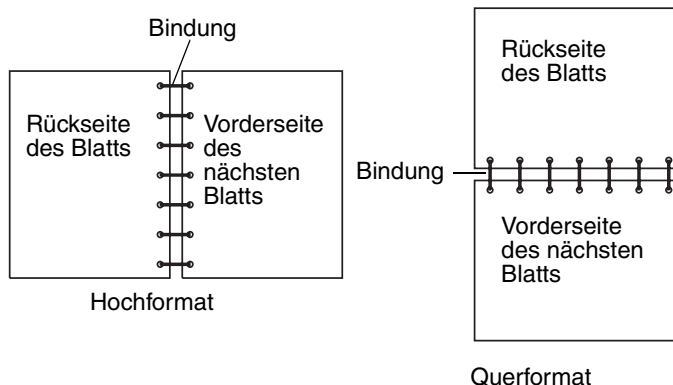 Bindung
Rückseite
des Blatts
Vorderseite
des
nächsten
Blatts
Hochformat
Rückseite
des Blatts
Bindung
Vorderseite
des nächsten
Blatts
Querformat